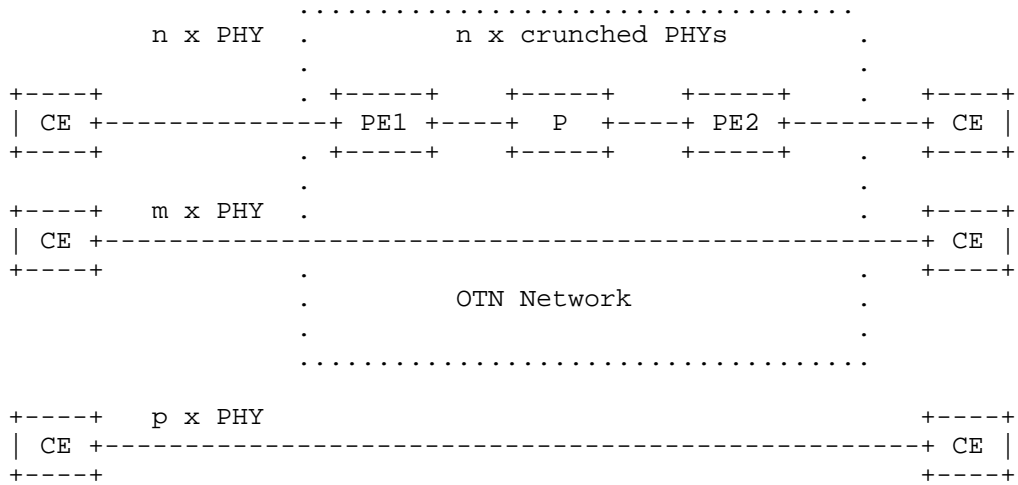 n x PHY n x crunched PHYs
CE PE1 P PE2 CE
m x PHY
CE CE
OTN Network
p x PHY
CE CE